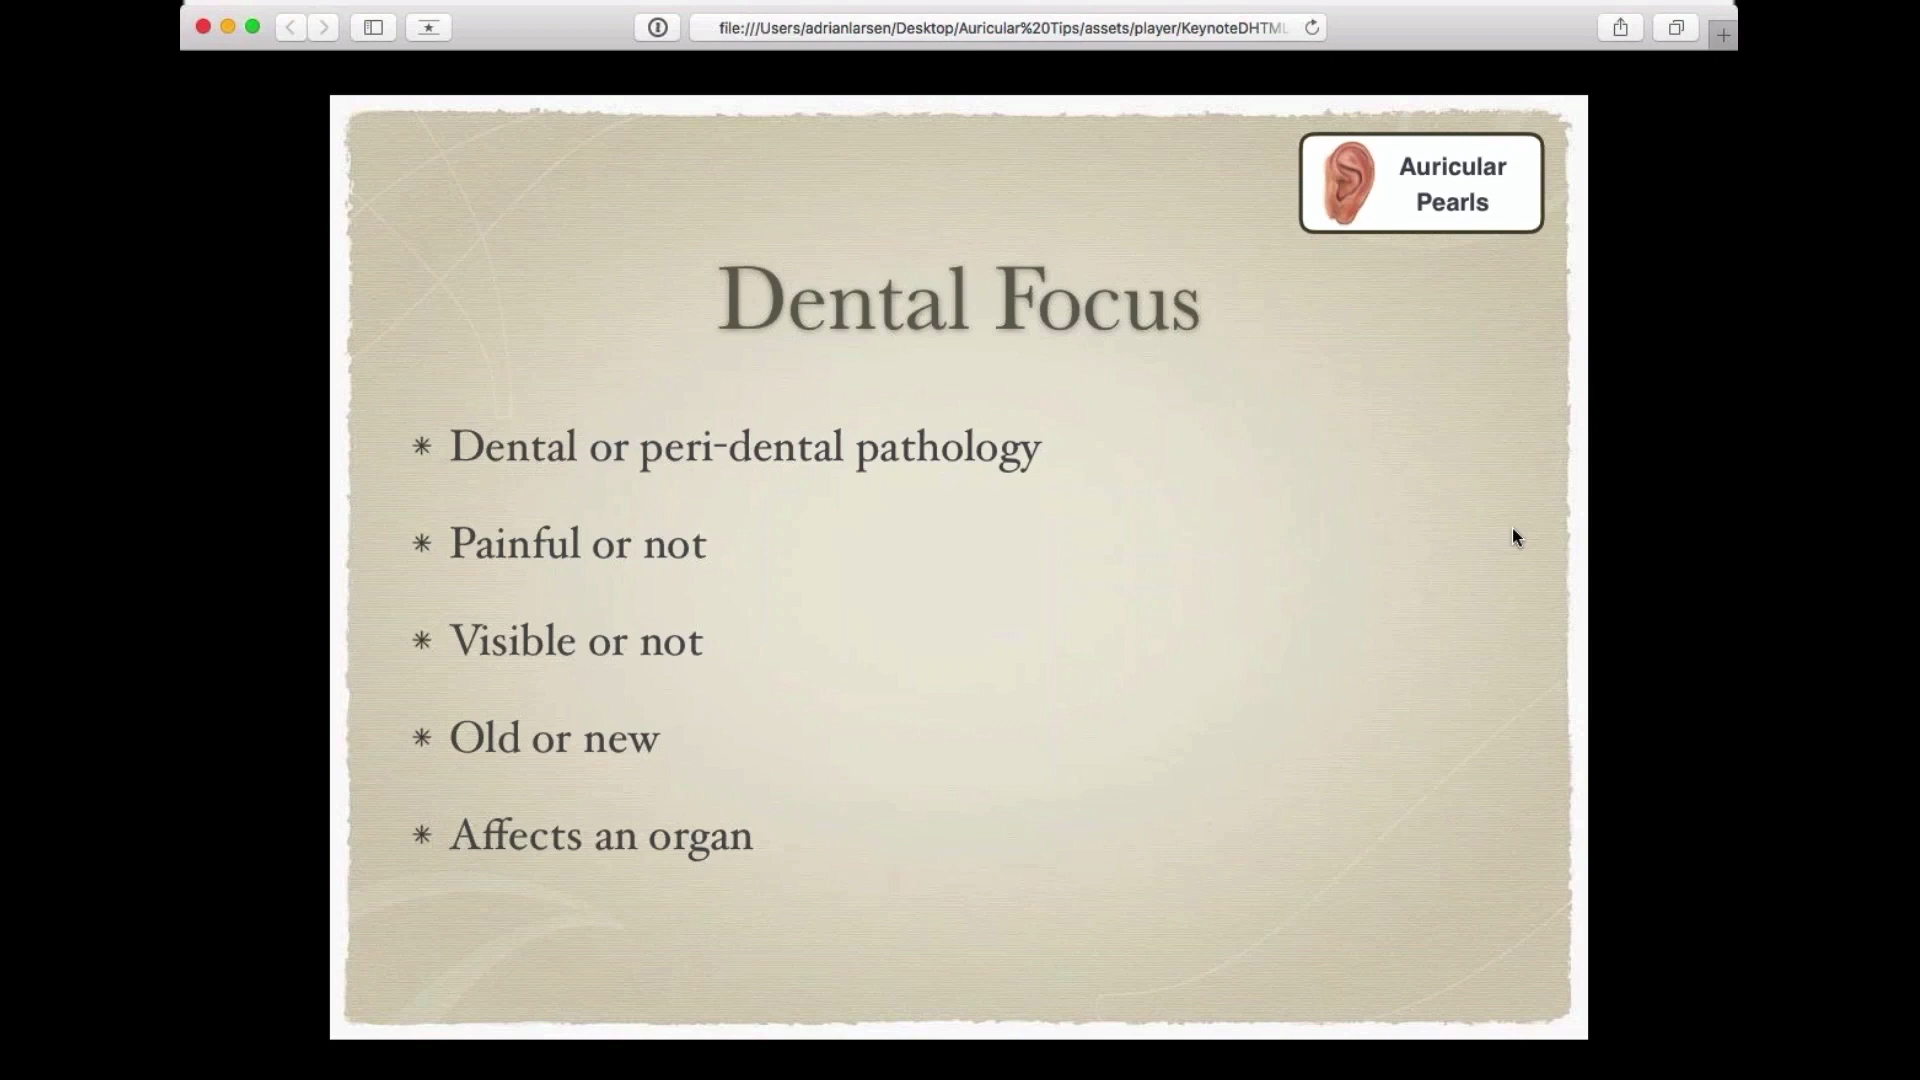 file:///Users/adrianlarsen/Desktop/Auricular%20Tips/assets/player/KeynoteDHTML
Auricular
Pearls
Dental Focus
* Dental or peri-dental pathology
* Painful or not
* Visible or not
* Old or new
* Affects an organ